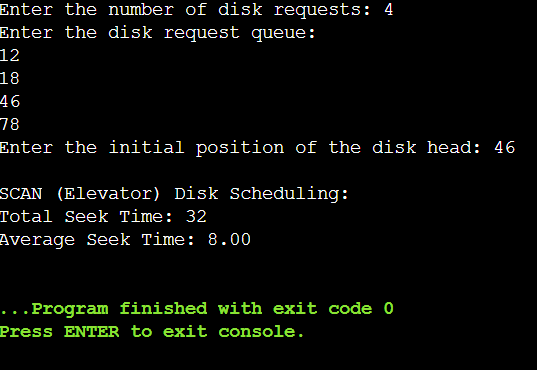 Enter the number of disk requests: 4
Enter the disk request queue:
12
18
46
78
Enter the initial position of the disk head: 46
SCAN (Elevator) Disk Scheduling:
Total Seek Time: 32
Average Seek Time: 8.00
...Program finished with exit code 0
Press ENTER to exit console.